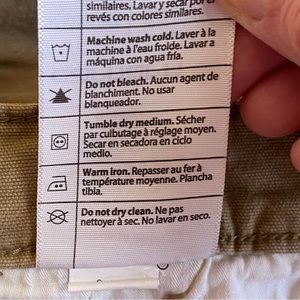 similaires. Lavar y secar por el
revés con colores similares.
Machine wash cold. Laver à la
machine à l'eau froide. Lavar a
máquina con agua fría.
Do not bleach. Aucun agent de
blanchiment. No usar
blanqueador.
Tumble dry medium. Sécher
par culbutage à réglage moyen.
Secar en secadora en ciclo
medio.
Warm iron. Repasser au fer à
température moyenne. Plancha
tibia.
Do not dry clean. Ne pas
nettoyer à sec. No lavar en seco.